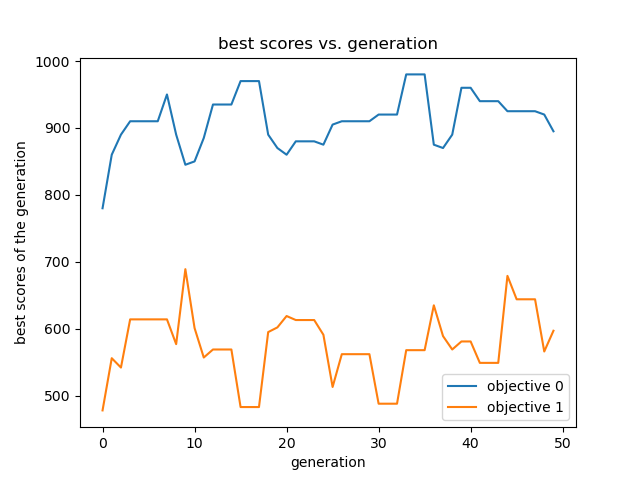 best scores vs. generation
best scores of the generation
1000
900
800
700
600
500
0
10
20
30
40
50
generation
objective 0
objective 1